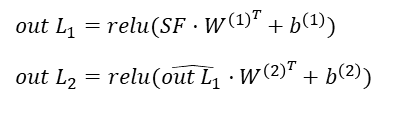 out L₁ = relu(SF · W⁽¹⁾ᵀ + b⁽¹⁾)
out L₂ = relu(out L₁ · W⁽²⁾ᵀ + b⁽²⁾)